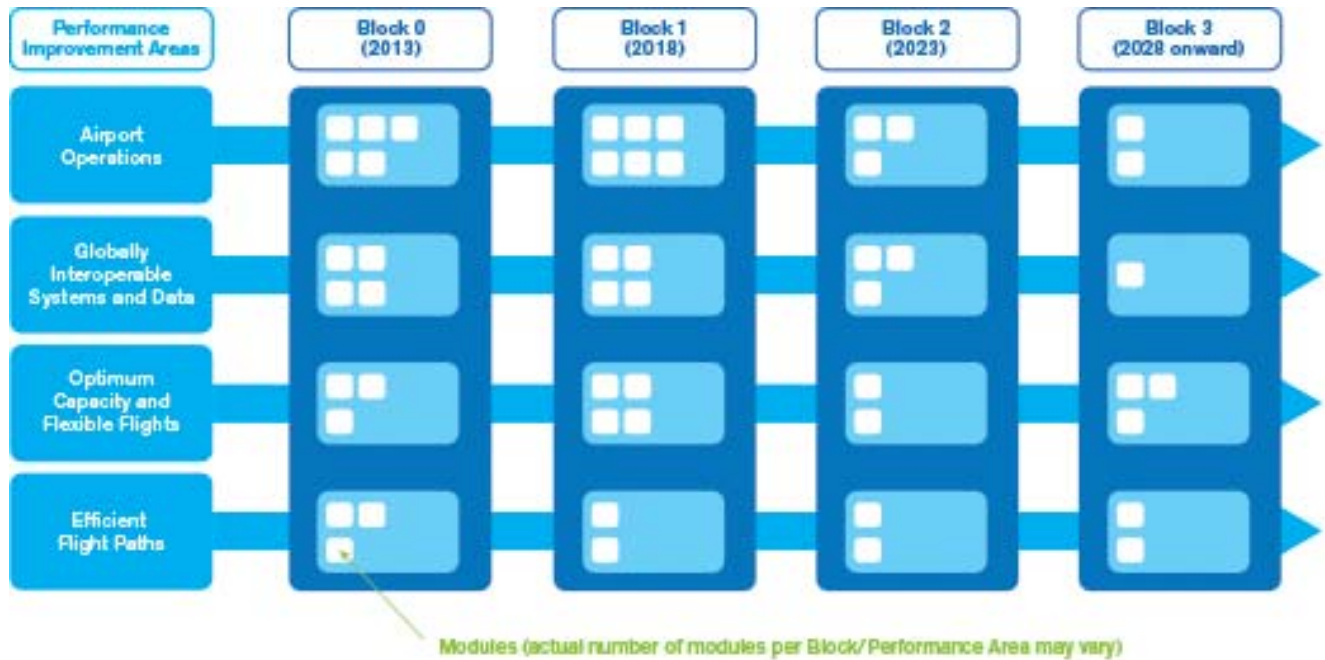 Performance
Improvement Areas
Block 0
(2013)
Block 1
(2018)
Block 2
(2023)
Block 3
(2028 onward)
Airport
Operations
Globally
Interoperable
Systems and Data
Optimum
Capacity and
Flexible Flights
Efficient
Flight Paths
Modules (actual number of modules per Block/Performance Area may vary)